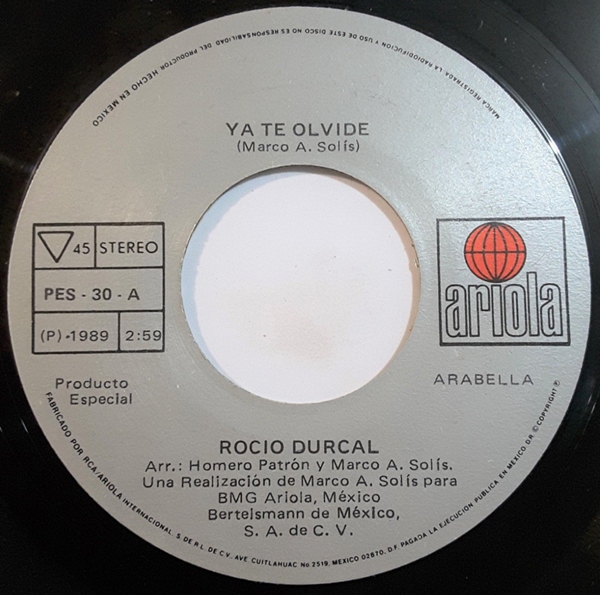 MARCA REGISTRADA LA RADIODIFUCION Y USO DE ESTE DISCO NO ES RESPONSABILIDAD DEL PRODUCTOR HECHO EN MEXICO
YA TE OLVIDE
(Marco A. Solís)
45 STEREO
PES - 30 - A
(P) • 1989 2:59
ariola
Producto
Especial
ARABELLA
ROCIO DURCAL
Arr.: Homero Patrón y Marco A. Solís.
Una Realización de Marco A. Solís para
BMG Ariola, México
Bertelsmann de México,
S. A. de C. V.
FABRICADO POR RCA/ARIOLA INTERNACIONAL S DE R.L. DE C.V. AVE CUITLAHUAC No. 2519, MEXICO 02870, D.F. PAGADA LA EJECUCION PUBLICA EN MEXICO D.R. © COPYRIGHT ®